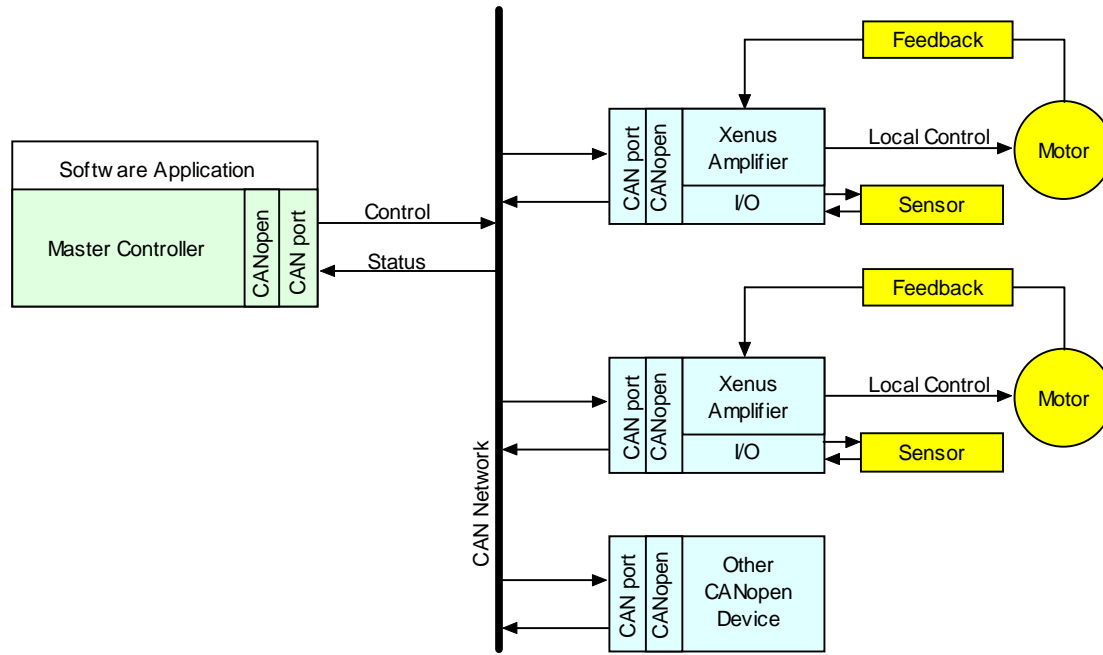 Software Application
Master Controller
CANopen
CAN port
Control
Status
CAN Network
Feedback
CAN port
CANopen
Xenus
Amplifier
I/O
Local Control
Motor
Sensor
Feedback
CAN port
CANopen
Xenus
Amplifier
I/O
Local Control
Motor
Sensor
CAN port
CANopen
Other
CANopen
Device